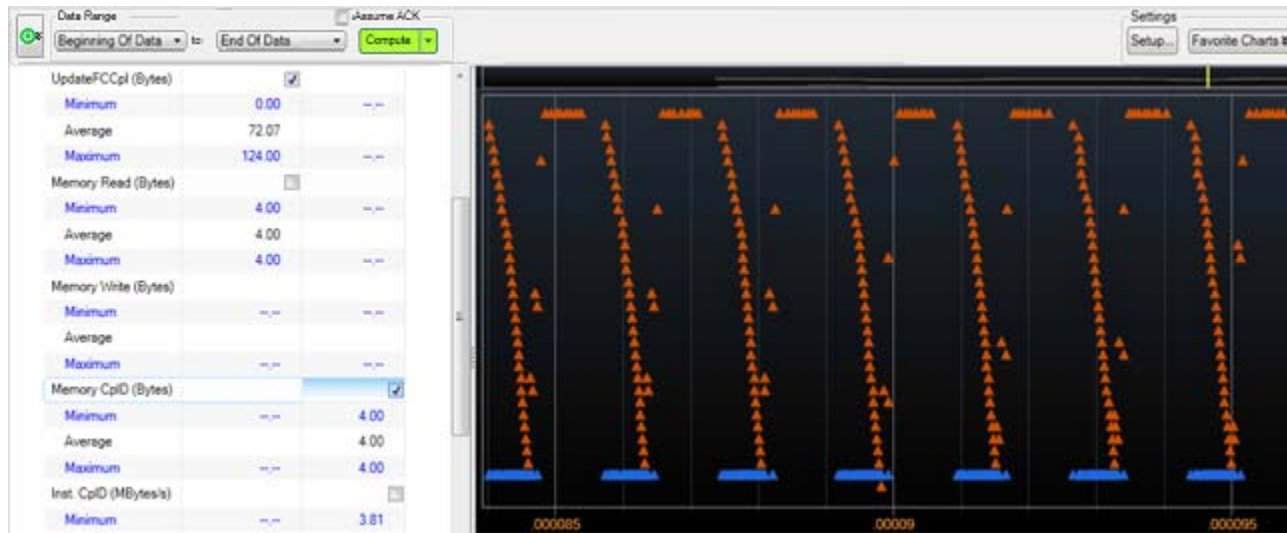 Data Range Assume ACK Settings
Beginning Of Data to: End Of Data Compute Setup... Favorite Charts
UpdateFCCpl (Bytes)
Minimum 0.00 --.--
Average 72.07
Maximum 124.00 --.--
Memory Read (Bytes)
Minimum 4.00 --.--
Average 4.00
Maximum 4.00 --.--
Memory Write (Bytes)
Minimum --.-- --.--
Average
Maximum --.-- --.--
Memory CplD (Bytes)
Minimum --.-- 4.00
Average 4.00
Maximum --.-- 4.00
Inst. CplD (MBytes/s)
Minimum --.-- 3.81
.000085 .00009 .000095